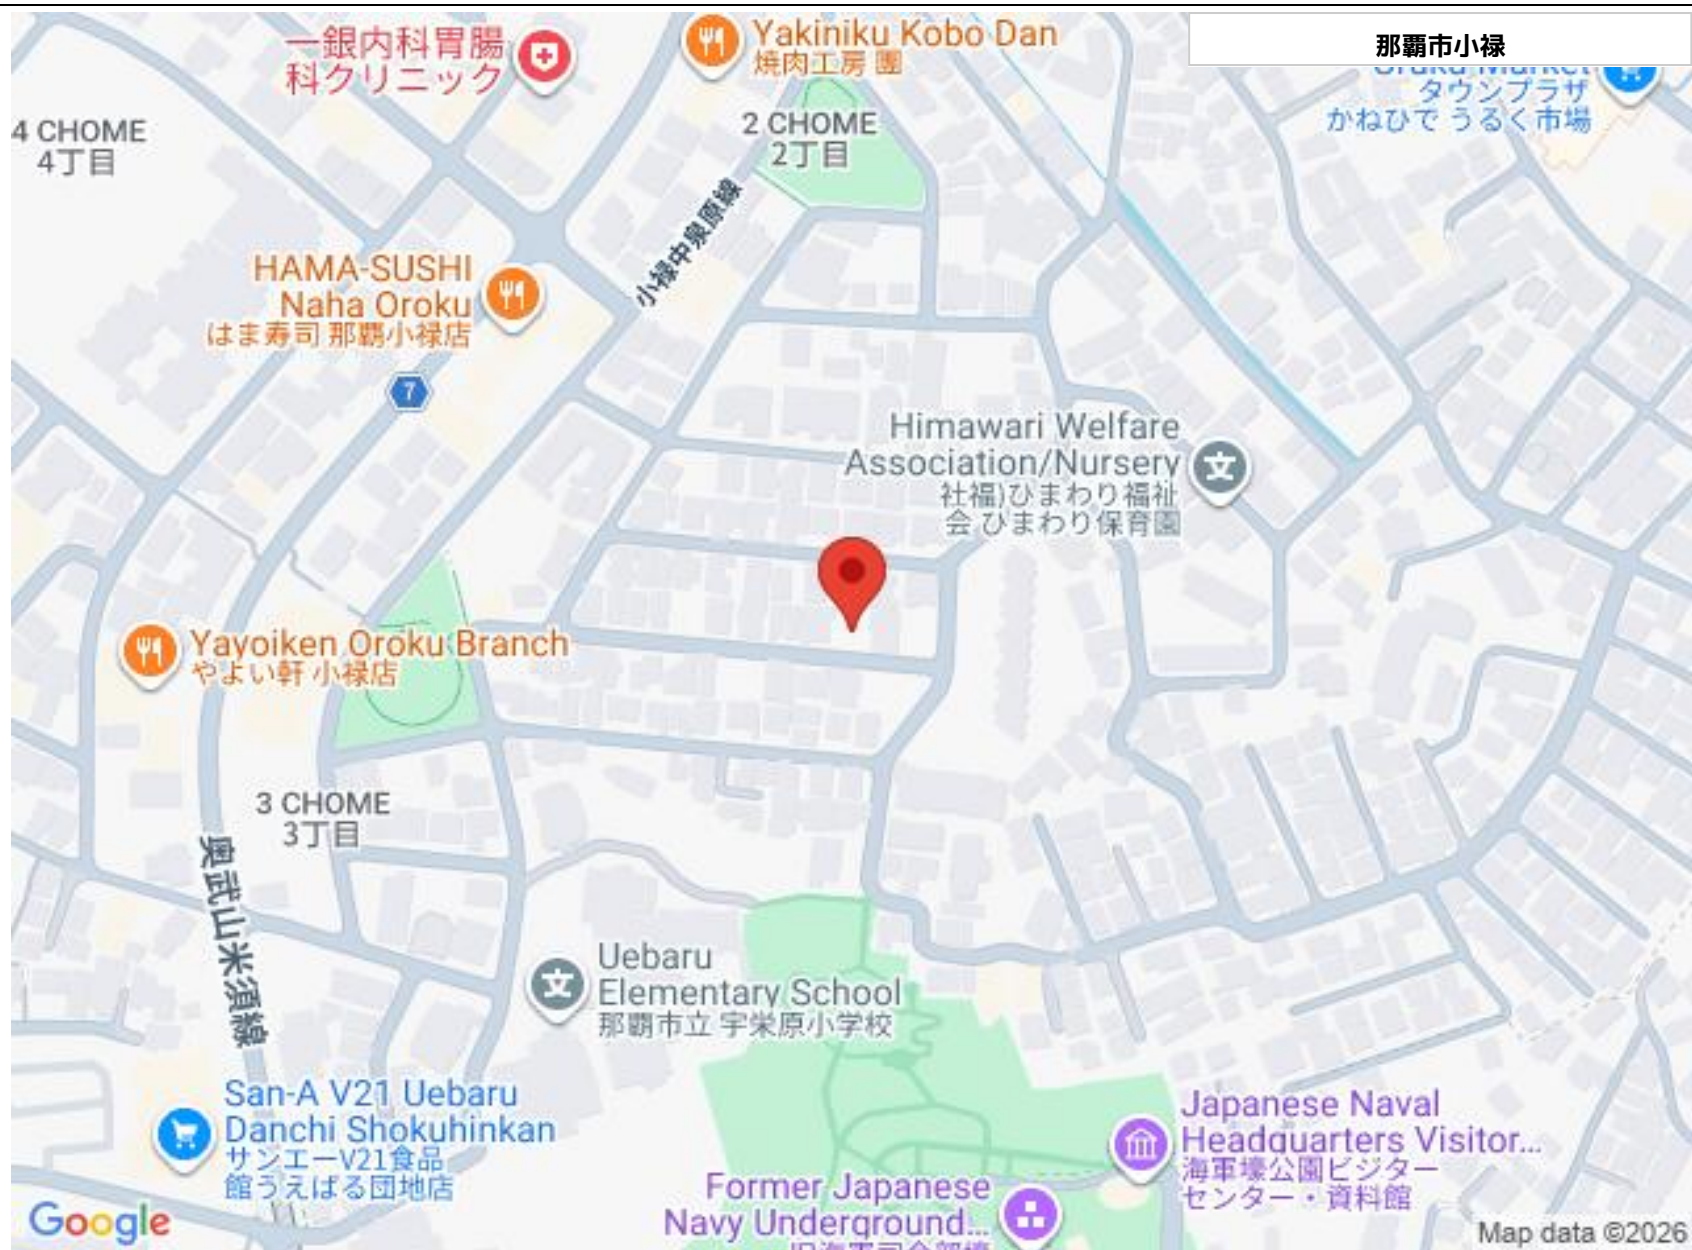 那覇市小禄
一銀内科胃腸
科クリニック
Yakiniku Kobo Dan
焼肉工房 團
タウンプラザ
かねひで うるく市場
4 CHOME
4丁目
2 CHOME
2丁目
小禄中泉原線
HAMA-SUSHI
Naha Oroku
はま寿司 那覇小禄店
7
Himawari Welfare
Association/Nursery
社福)ひまわり福祉
会 ひまわり保育園
Yayoiken Oroku Branch
やよい軒 小禄店
3 CHOME
3丁目
奥武山米須線
Uebaru
Elementary School
那覇市立 宇栄原小学校
San-A V21 Uebaru
Danchi Shokuhinkan
サンエーV21食品
館うえばる団地店
Japanese Naval
Headquarters Visitor...
海軍壕公園ビジター
センター・資料館
Former Japanese
Navy Underground...
Google
Map data ©2026